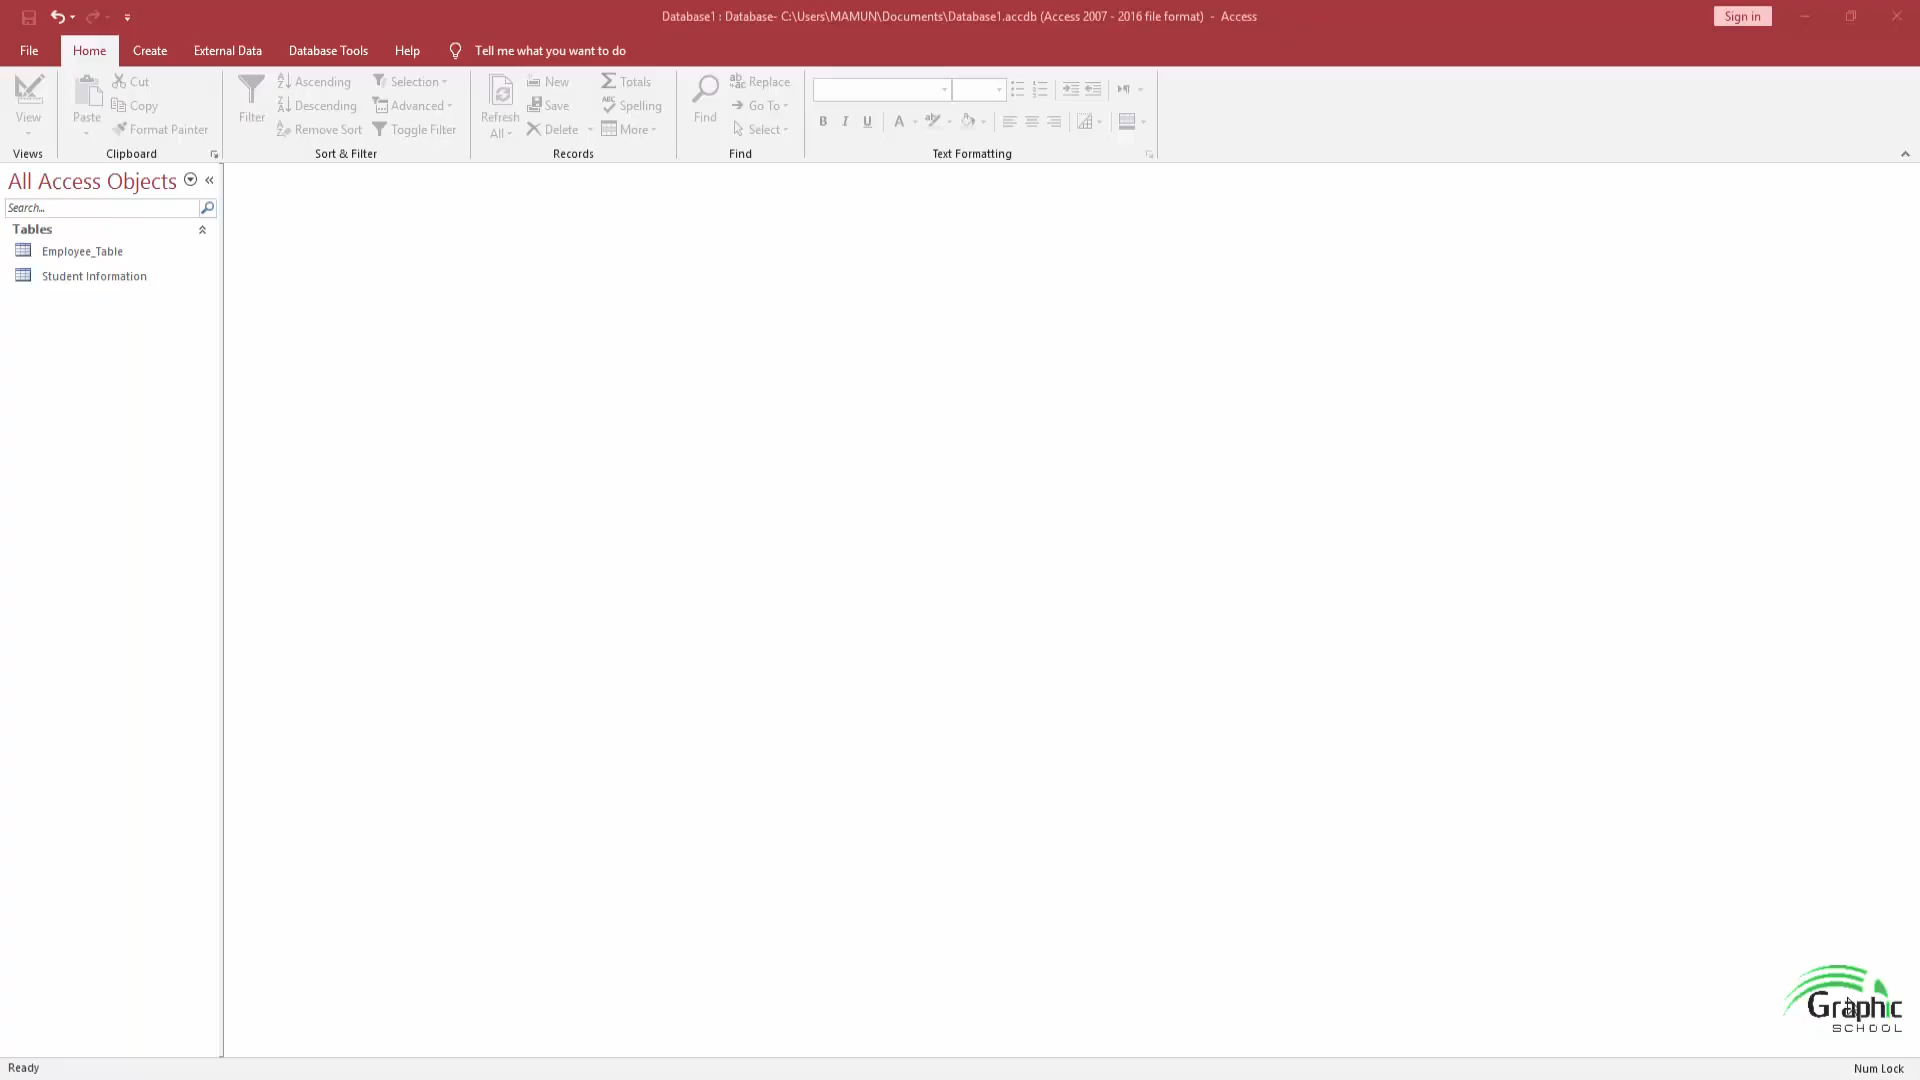 Database1 : Database- C:\Users\MAMUN\Documents\Database1.accdb (Access 2007 - 2016 file format) - Access
Sign in
File Home Create External Data Database Tools Help Tell me what you want to do
View
Views
Paste
Cut
Copy
Format Painter
Clipboard
Filter
Ascending
Descending
Remove Sort
Selection
Advanced
Toggle Filter
Sort & Filter
Refresh
All
New
Save
Delete
Totals
Spelling
More
Records
Find
Replace
Go To
Select
Find
B I U A
Text Formatting
All Access Objects
Search...
Tables
Employee_Table
Student Information
Graphic
SCHOOL
Ready
Num Lock